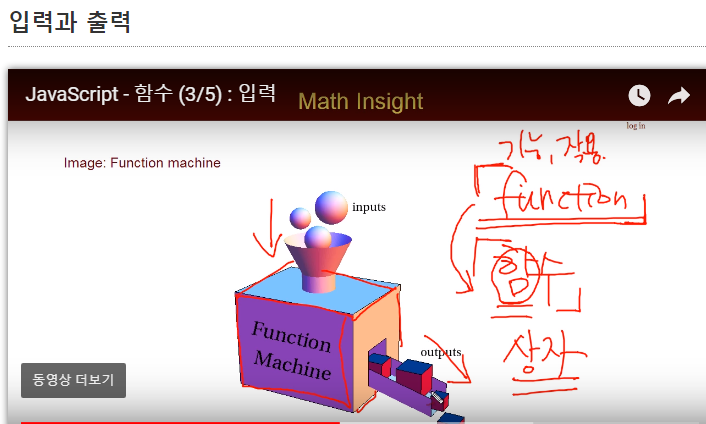 입력과 출력
JavaScript - 함수 (3/5) : 입력
Math Insight
log in
Image: Function machine
기능, 작용
function
함수
상자
inputs
Function
Machine
outputs
동영상 더보기